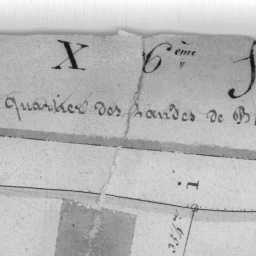 X 6ème
quartier des Landes de
i